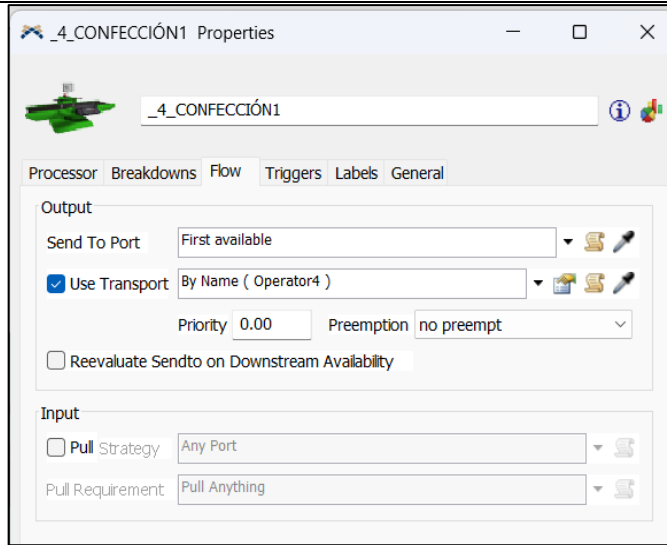 _4_CONFECCIÓN1 Properties
_4_CONFECCIÓN1
Processor Breakdowns Flow Triggers Labels General
Output
Send To Port First available
Use Transport By Name ( Operator4 )
Priority 0.00 Preemption no preempt
Reevaluate Sendto on Downstream Availability
Input
Pull Strategy Any Port
Pull Requirement Pull Anything